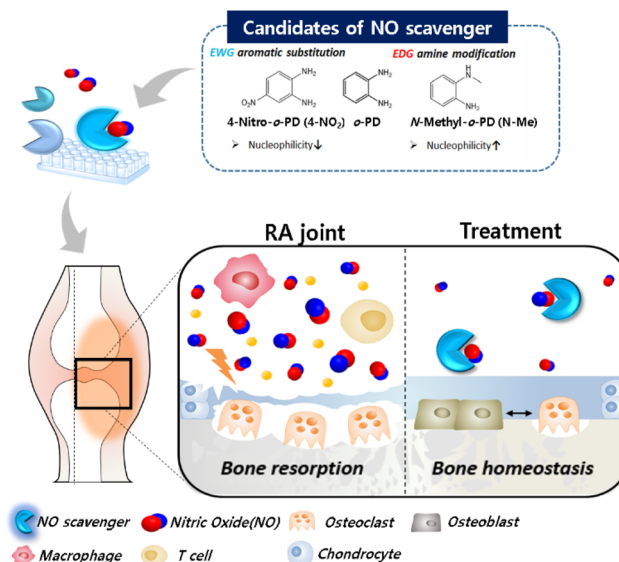 Candidates of NO scavenger
EWG aromatic substitution
EDG amine modification
NH₂
NH₂
O₂N
NH₂
NH₂
H
N
NH₂
4-Nitro-o-PD (4-NO₂)
o-PD
N-Methyl-o-PD (N-Me)
➤ Nucleophilicity↓
➤ Nucleophilicity↑
RA joint
Treatment
Bone resorption
Bone homeostasis
NO scavenger
Nitric Oxide(NO)
Osteoclast
Osteoblast
Macrophage
T cell
Chondrocyte